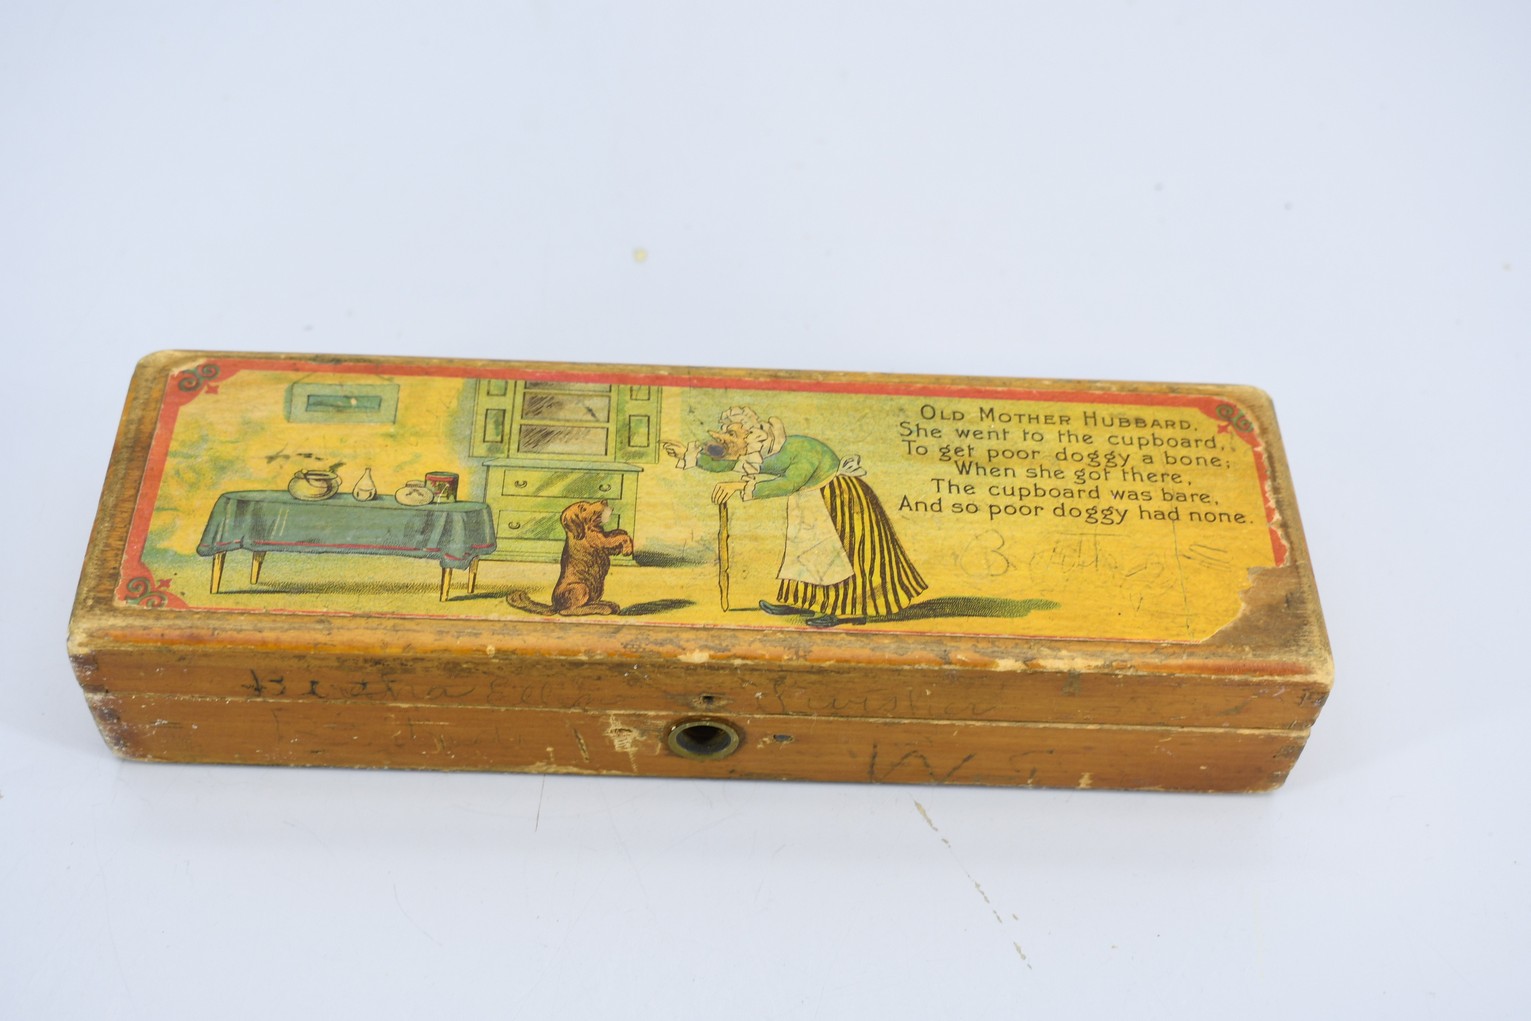 OLD MOTHER HUBBARD.
She went to the cupboard,
To get poor doggy a bone;
When she got there,
The cupboard was bare,
And so poor doggy had none.